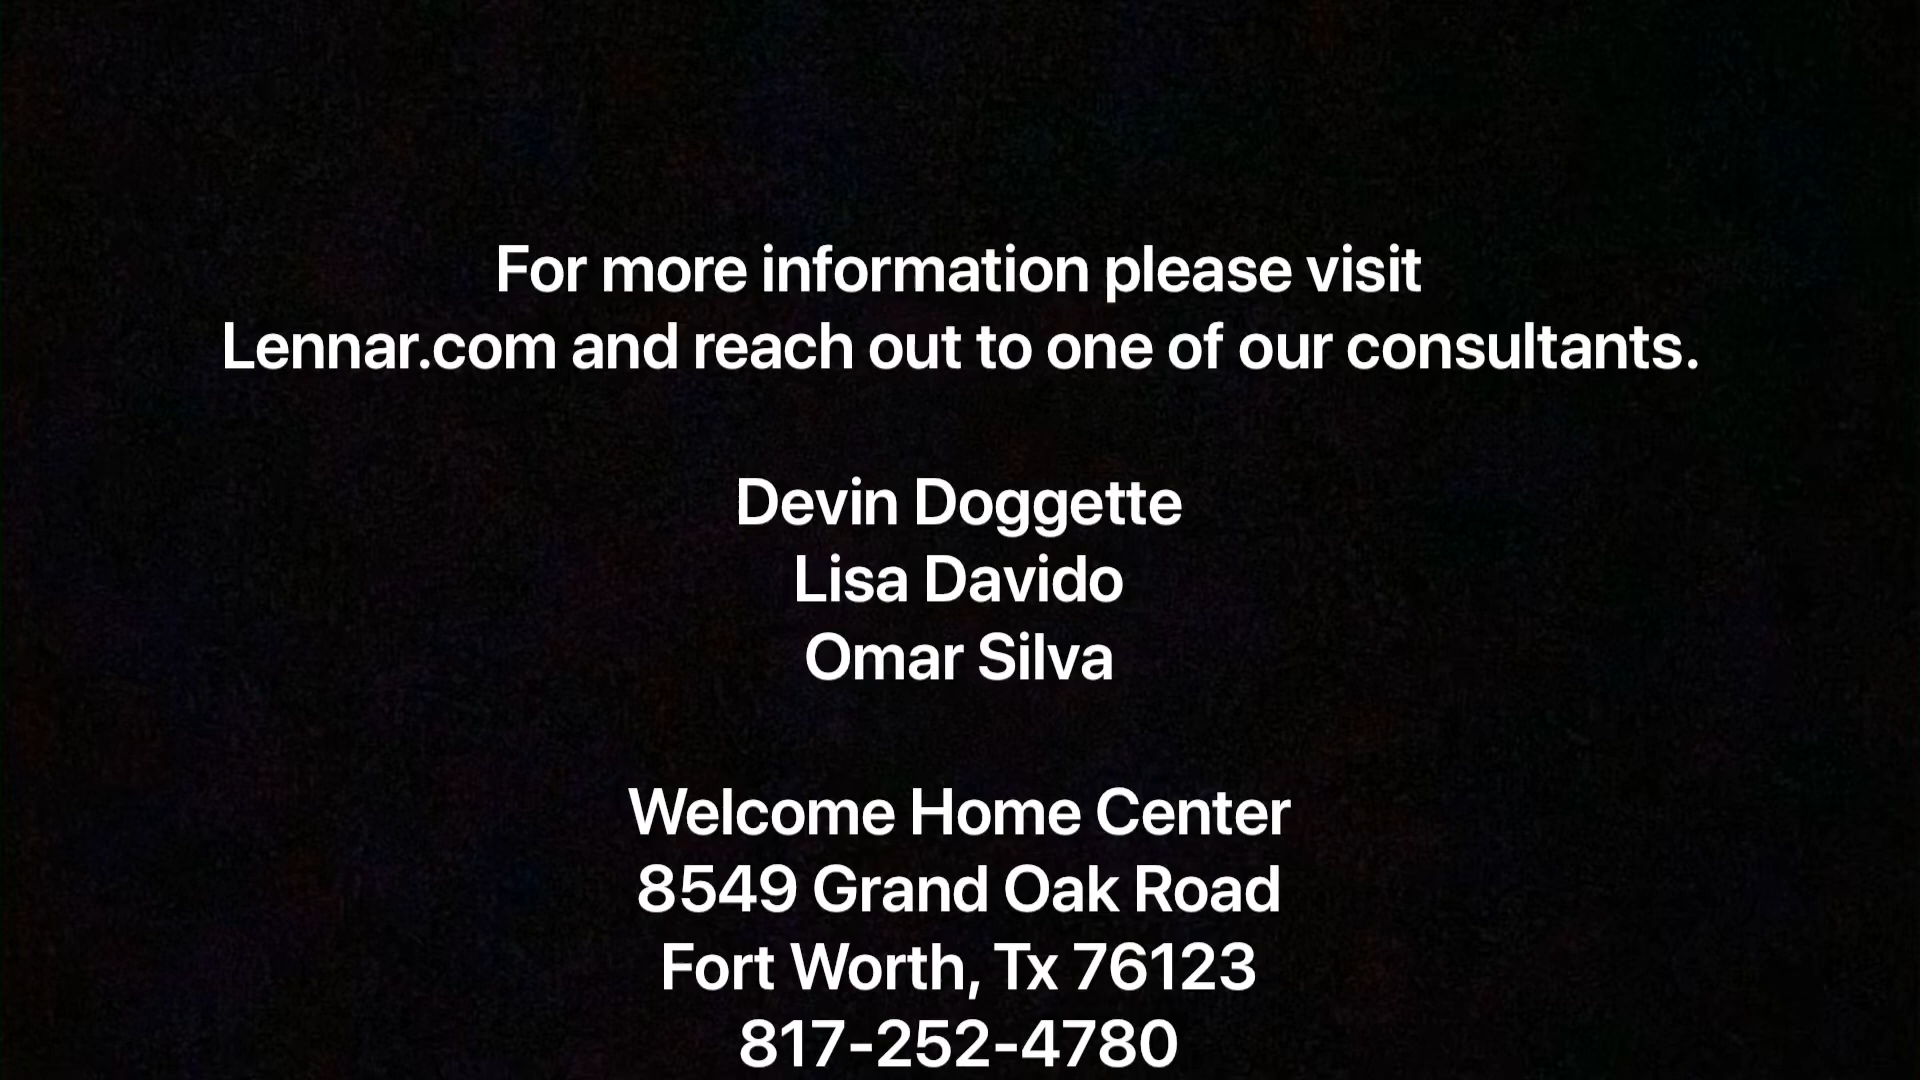 For more information please visit
Lennar.com and reach out to one of our consultants.
Devin Doggette
Lisa Davido
Omar Silva
Welcome Home Center
8549 Grand Oak Road
Fort Worth, Tx 76123
817-252-4780